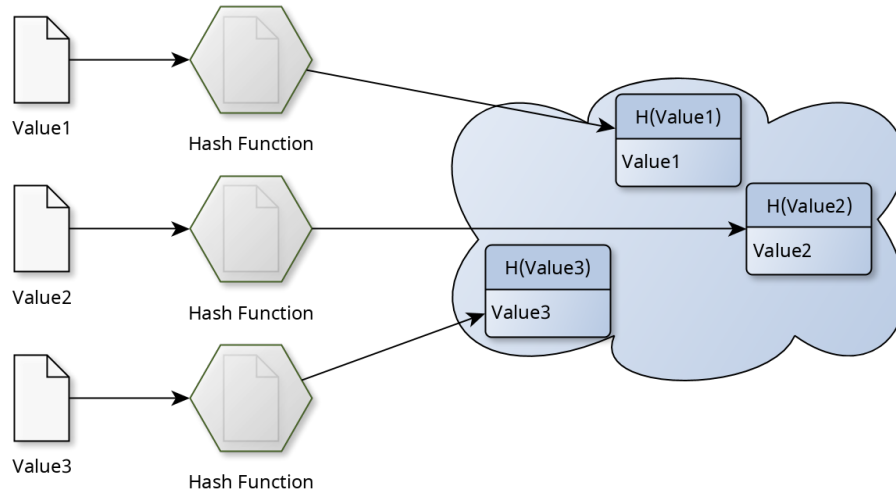 Value1
Hash Function
H(Value1)
Value1
Value2
Hash Function
H(Value2)
Value2
Value3
Hash Function
H(Value3)
Value3